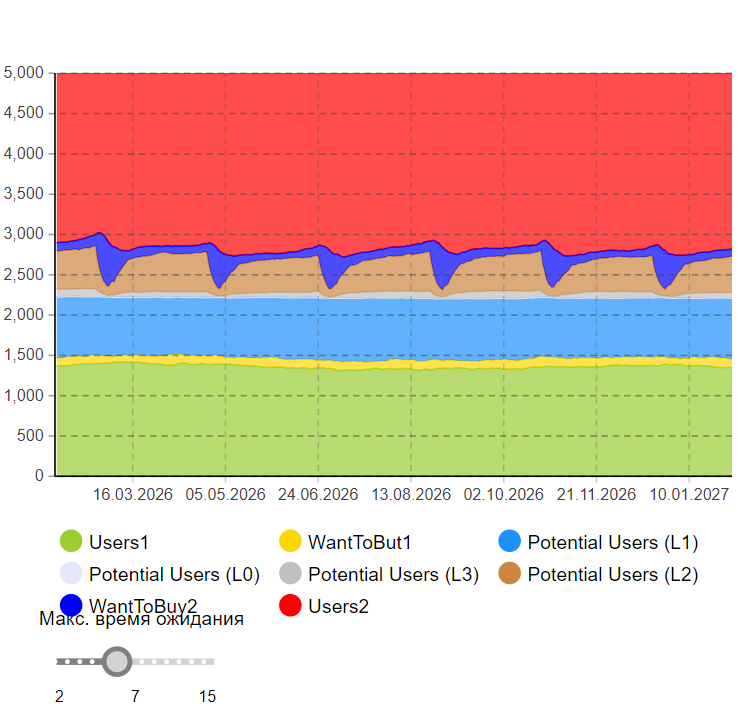 5,000
4,500
4,000
3,500
3,000
2,500
2,000
1,500
1,000
500
0
16.03.2026 05.05.2026 24.06.2026 13.08.2026 02.10.2026 21.11.2026 10.01.2027
Users1 WantToBut1 Potential Users (L1)
Potential Users (L0) Potential Users (L3) Potential Users (L2)
WantToBuy2 Users2
Макс. время ожидания
2 7 15